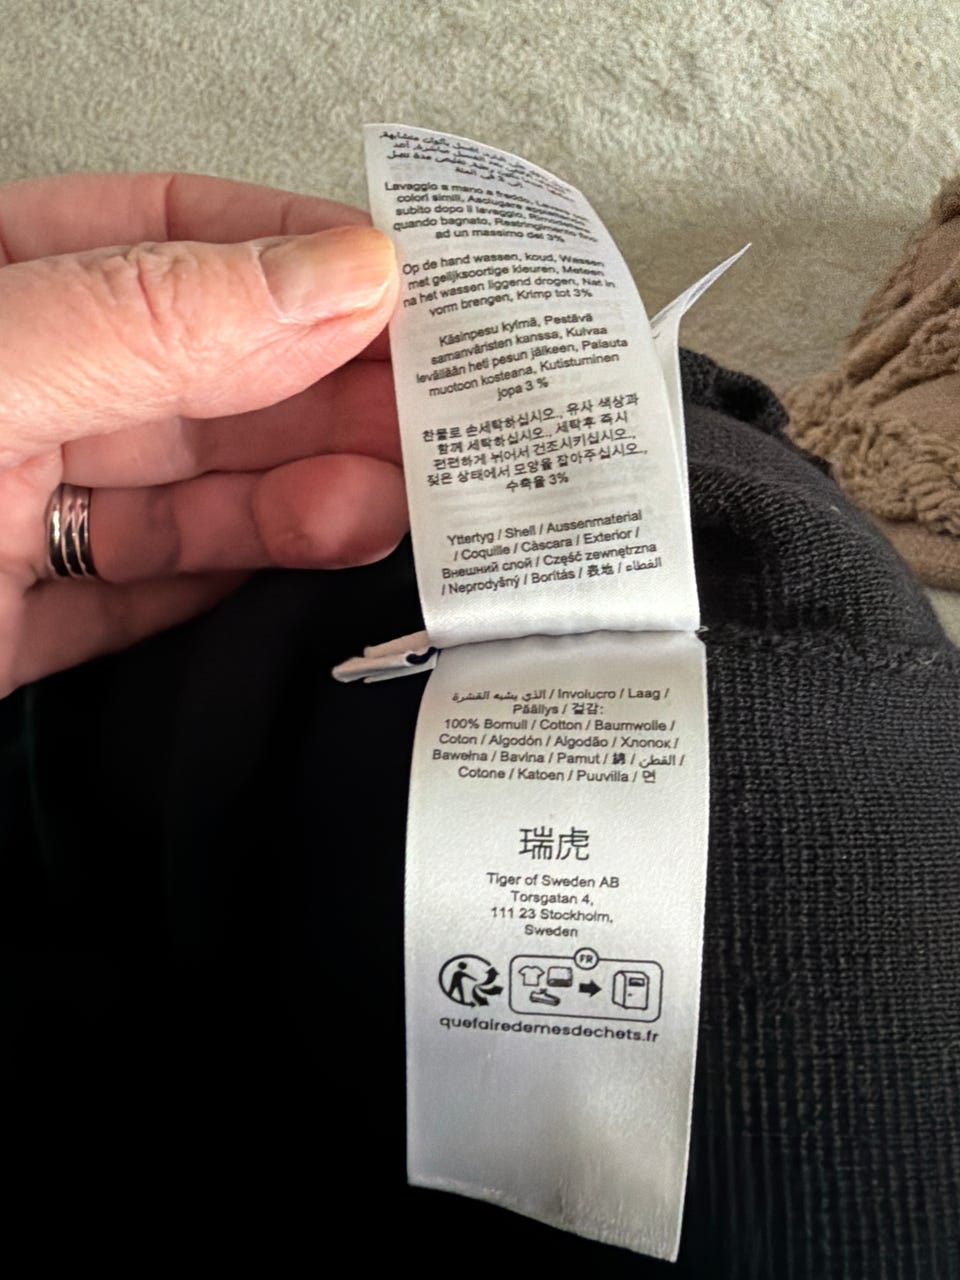 Lavaggio a mano a freddo,
colori simili, Asciugare
subito dopo il lavaggio,
quando bagnato, Restringimento
ad un massimo del 3%
Op de hand wassen, koud, Wassen
met gelijksoortige kleuren, Meteen
na het wassen liggend drogen, Nat in
vorm brengen, Krimp tot 3%
Käsinpesu kylmä, Pestävä
samanväristen kanssa, Kuivaa
levällään heti pesun jälkeen, Palauta
muotoon kosteana, Kutistuminen
jopa 3 %
찬물로 손세탁하십시오., 유사 색상과
함께 세탁하십시오., 세탁후 즉시
편편하게 뉘어서 건조시키십시오.,
젖은 상태에서 모양을 잡아주십시오.,
수축율 3%
Yttertyg / Shell / Aussenmaterial
/ Coquille / Càscara / Exterior /
Внешний слой / Część zewnętrzna
/ Neprodyšný / Borítás / 表地 / الغطاء
الذي يشبه القشرة / Involucro / Laag /
Päällys / 겉감:
100% Bomull / Cotton / Baumwolle /
Coton / Algodón / Algodão / Хлопок /
Bawełna / Bavlna / Pamut / 綿 / القطن /
Cotone / Katoen / Puuvilla / 면
瑞虎
Tiger of Sweden AB
Torsgatan 4,
111 23 Stockholm,
Sweden
FR
quefairedemesdechets.fr